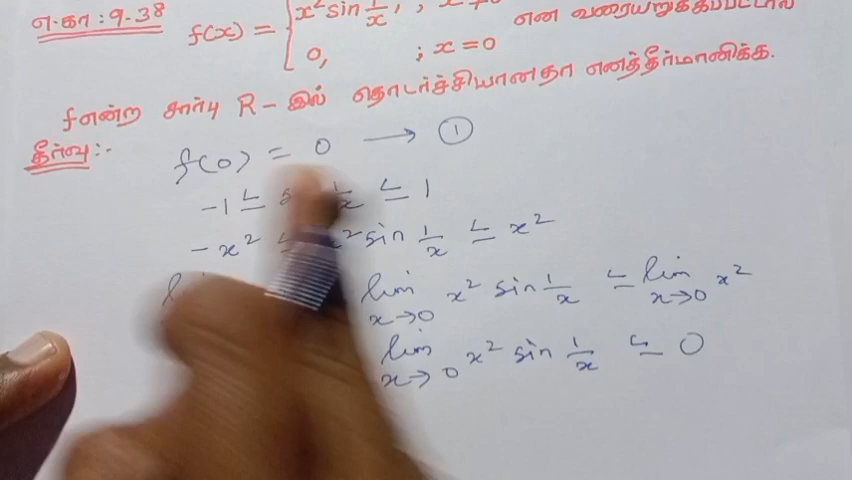 எ.கா : 9.38
f(x) = { x² sin 1/x, ; x≠0 என வரையறுக்கப்பட்டால்
0, ; x = 0
f என்ற சார்பு R - இல் தொடர்ச்சியானதா எனத்தீர்மானிக்க.
தீர்வு :-
f(0) = 0 → ①
-1 ≤ 1/x ≤ 1
- x² ≤ x² sin 1/x ≤ x²
lim x→0 x² sin 1/x ≤ lim x→0 x²
lim x→0 x² sin 1/x ≤ 0